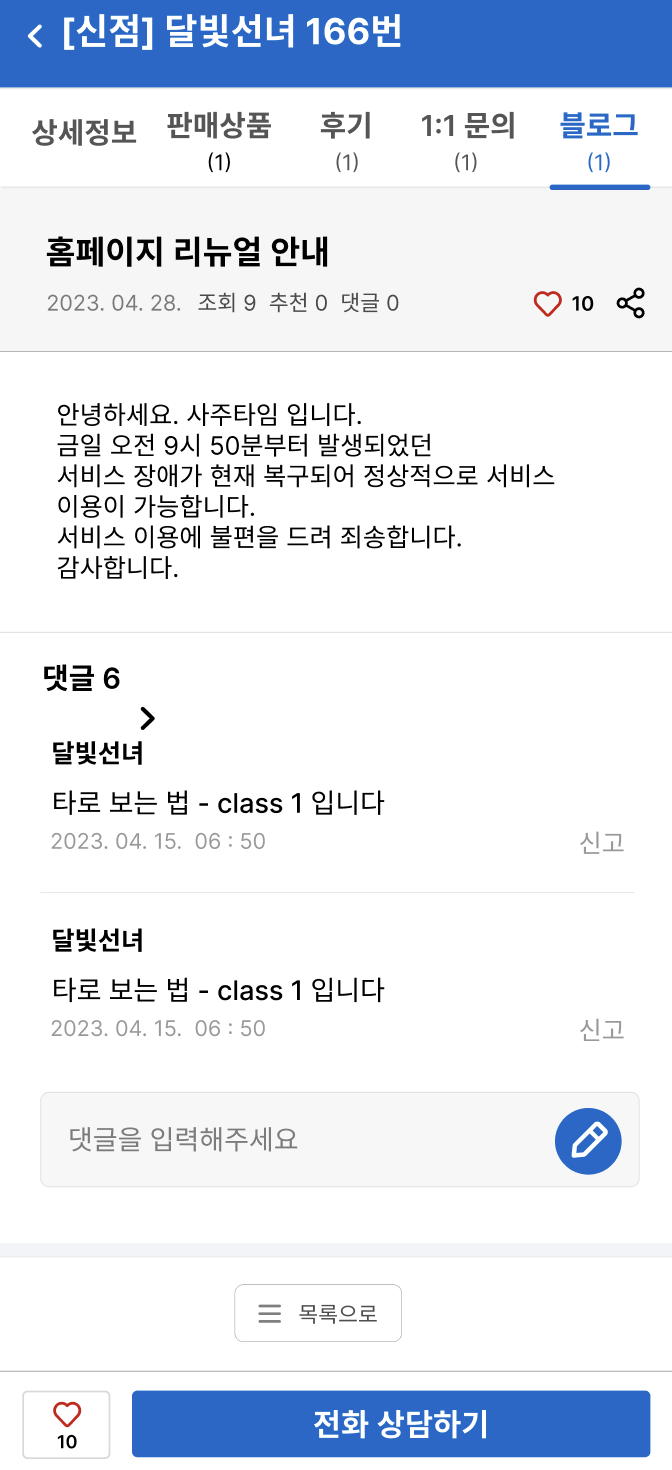 [신점] 달빛선녀 166번
상세정보 판매상품 후기 1:1 문의 블로그
(1) (1) (1) (1)
홈페이지 리뉴얼 안내
2023. 04. 28. 조회 9 추천 0 댓글 0 10
안녕하세요. 사주타임 입니다.
금일 오전 9시 50분부터 발생되었던
서비스 장애가 현재 복구되어 정상적으로 서비스
이용이 가능합니다.
서비스 이용에 불편을 드려 죄송합니다.
감사합니다.
댓글 6
달빛선녀
타로 보는 법 - class 1 입니다
2023. 04. 15. 06 : 50 신고
달빛선녀
타로 보는 법 - class 1 입니다
2023. 04. 15. 06 : 50 신고
댓글을 입력해주세요
목록으로
10 전화 상담하기